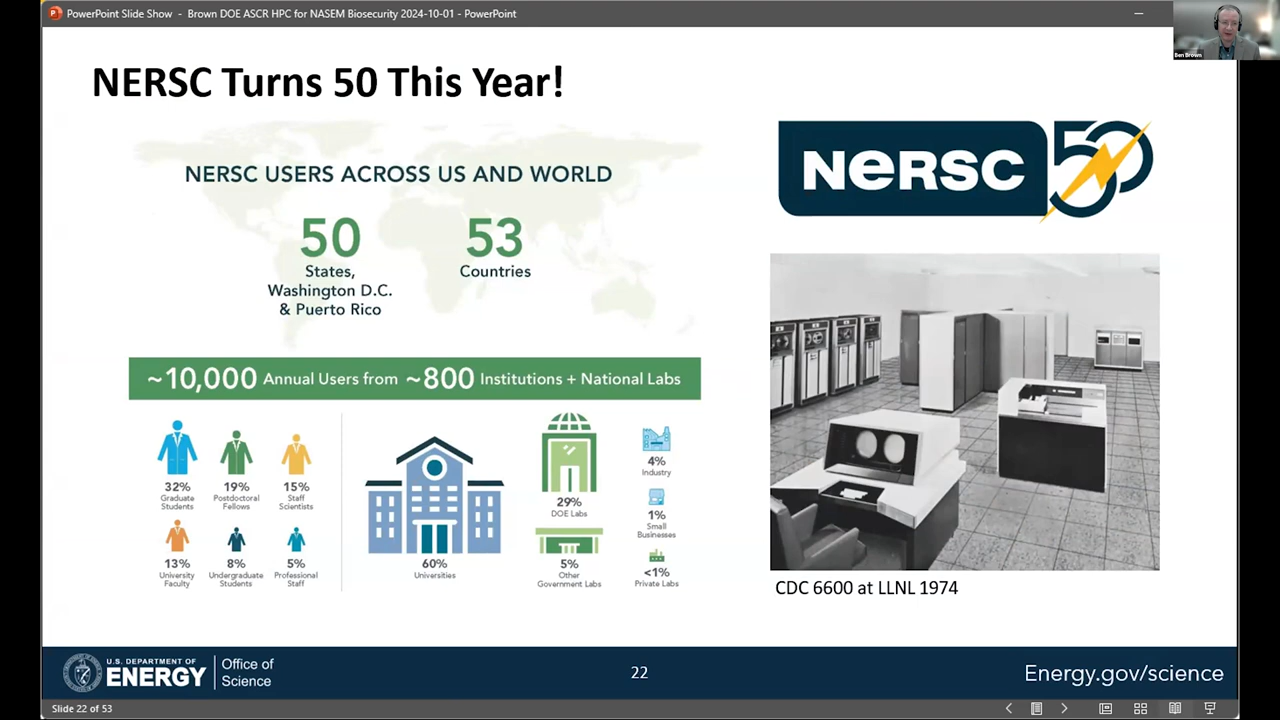 PowerPoint Slide Show - Brown DOE ASCR HPC for NASEM Biosecurity 2024-10-01 - PowerPoint
Ben Brown
NERSC Turns 50 This Year!
NERSC USERS ACROSS US AND WORLD
50
States,
Washington D.C.
& Puerto Rico
53
Countries
~10,000 Annual Users from ~800 Institutions + National Labs
32%
Graduate
Students
19%
Postdoctoral
Fellows
15%
Staff
Scientists
13%
University
Faculty
8%
Undergraduate
Students
5%
Professional
Staff
60%
Universities
29%
DOE Labs
5%
Other
Government Labs
4%
Industry
1%
Small
Businesses
<1%
Private Labs
NERSC 50
CDC 6600 at LLNL 1974
U.S. DEPARTMENT OF
ENERGY
Office of
Science
22
Energy.gov/science
Slide 22 of 53